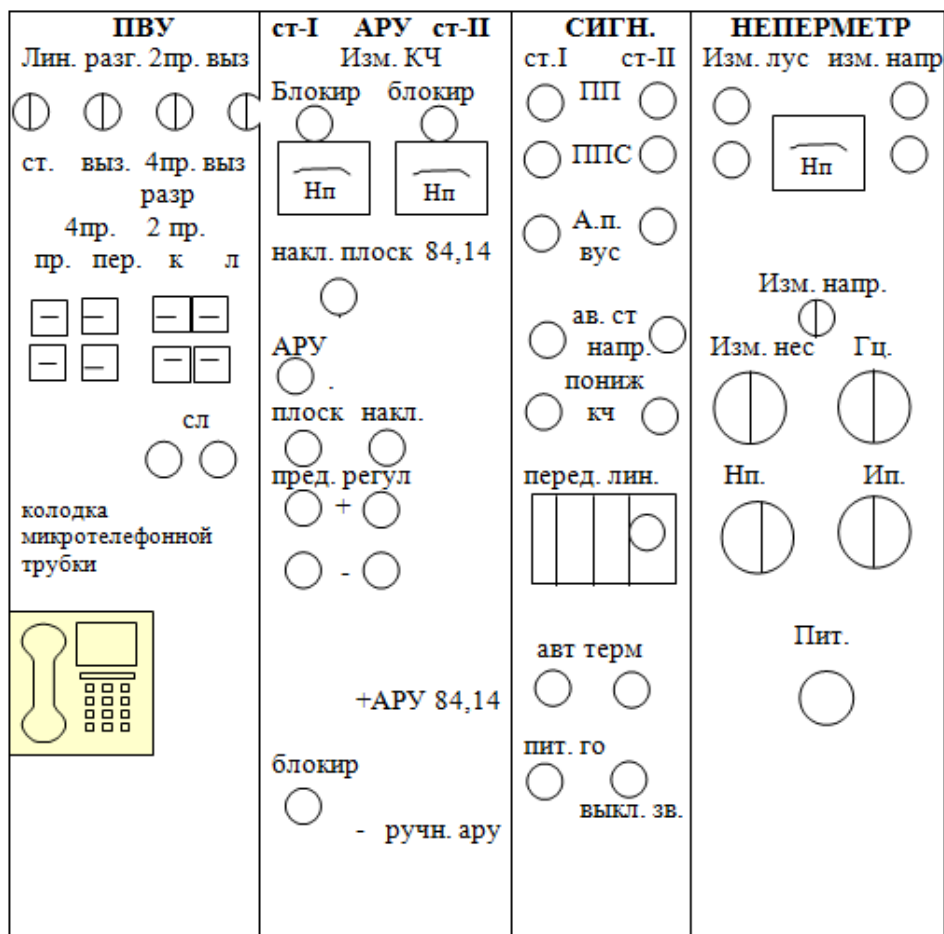 ПВУ
Лин. разг. 2пр. выз
ст. выз. 4пр. выз
разр
4пр. 2 пр.
пр. пер. к л
сл
колодка
микротелефонной
трубки
ст-I АРУ ст-II
Изм. КЧ
Блокир блокир
Нп Нп
накл. плоск 84,14
АРУ
.
плоск накл.
пред. регул
+
-
+АРУ 84,14
блокир
- ручн. ару
СИГН.
ст.I ст-II
ПП
ППС
А.п.
вус
ав. ст
напр.
пониж
кч
перед. лин.
авт терм
пит. го
выкл. зв.
НЕПЕРМЕТР
Изм. лус изм. напр
Нп
Изм. напр.
Изм. нес Гц.
Нп. Ип.
Пит.